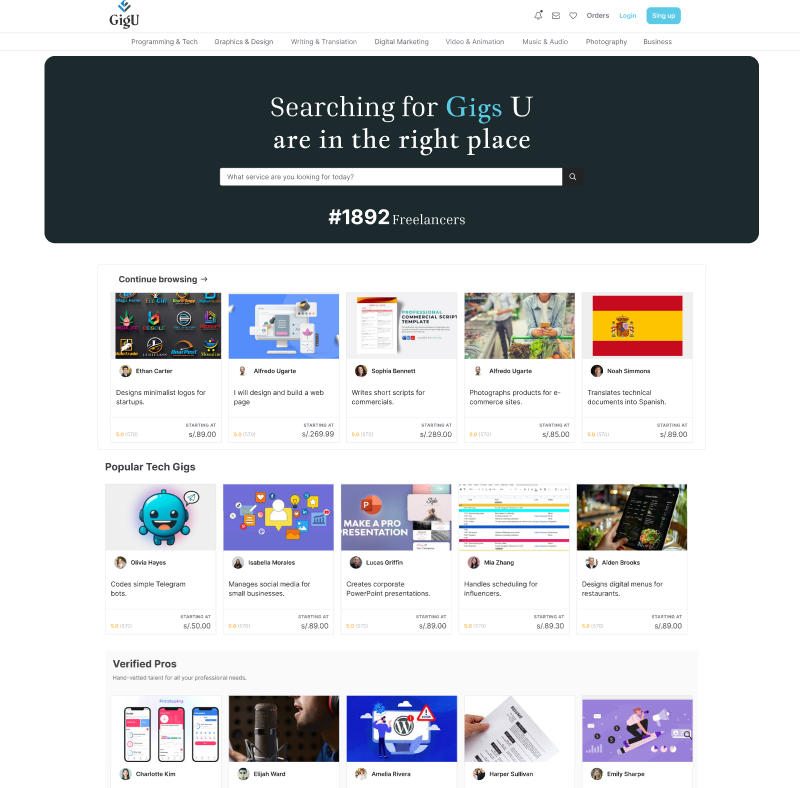 GigU
Orders Login Sing up
Programming & Tech Graphics & Design Writing & Translation Digital Marketing Video & Animation Music & Audio Photography Business
Searching for Gigs U
are in the right place
What service are you looking for today?
#1892 Freelancers
Continue browsing →
PROFESSIONAL
COMMERCIAL SCRIPT
TEMPLATE
Ethan Carter
Designs minimalist logos for
startups.
STARTING AT
5.0 (570) s/.89.00
Alfredo Ugarte
I will design and build a web
page
STARTING AT
5.0 (570) s/.269.99
Sophia Bennett
Writes short scripts for
commercials.
STARTING AT
5.0 (570) s/.289.00
Alfredo Ugarte
Photographs products for e-
commerce sites.
STARTING AT
5.0 (570) s/.85.00
Noah Simmons
Translates technical
documents into Spanish.
STARTING AT
5.0 (570) s/.89.00
Popular Tech Gigs
Olivia Hayes
Codes simple Telegram
bots.
STARTING AT
5.0 (570) s/.50.00
Isabella Morales
Manages social media for
small businesses.
STARTING AT
5.0 (570) s/.89.00
P
Style
MAKE A PRO
PRESENTATION
Lucas Griffin
Creates corporate
PowerPoint presentations.
STARTING AT
5.0 (570) s/.89.00
Mia Zhang
Handles scheduling for
influencers.
STARTING AT
5.0 (570) s/.89.30
Aiden Brooks
Designs digital menus for
restaurants.
STARTING AT
5.0 (570) s/.89.00
Verified Pros
Hand-vetted talent for all your professional needs.
Prototyping
RESUME
Charlotte Kim
Elijah Ward
Amelia Rivera
Harper Sullivan
Emily Sharpe